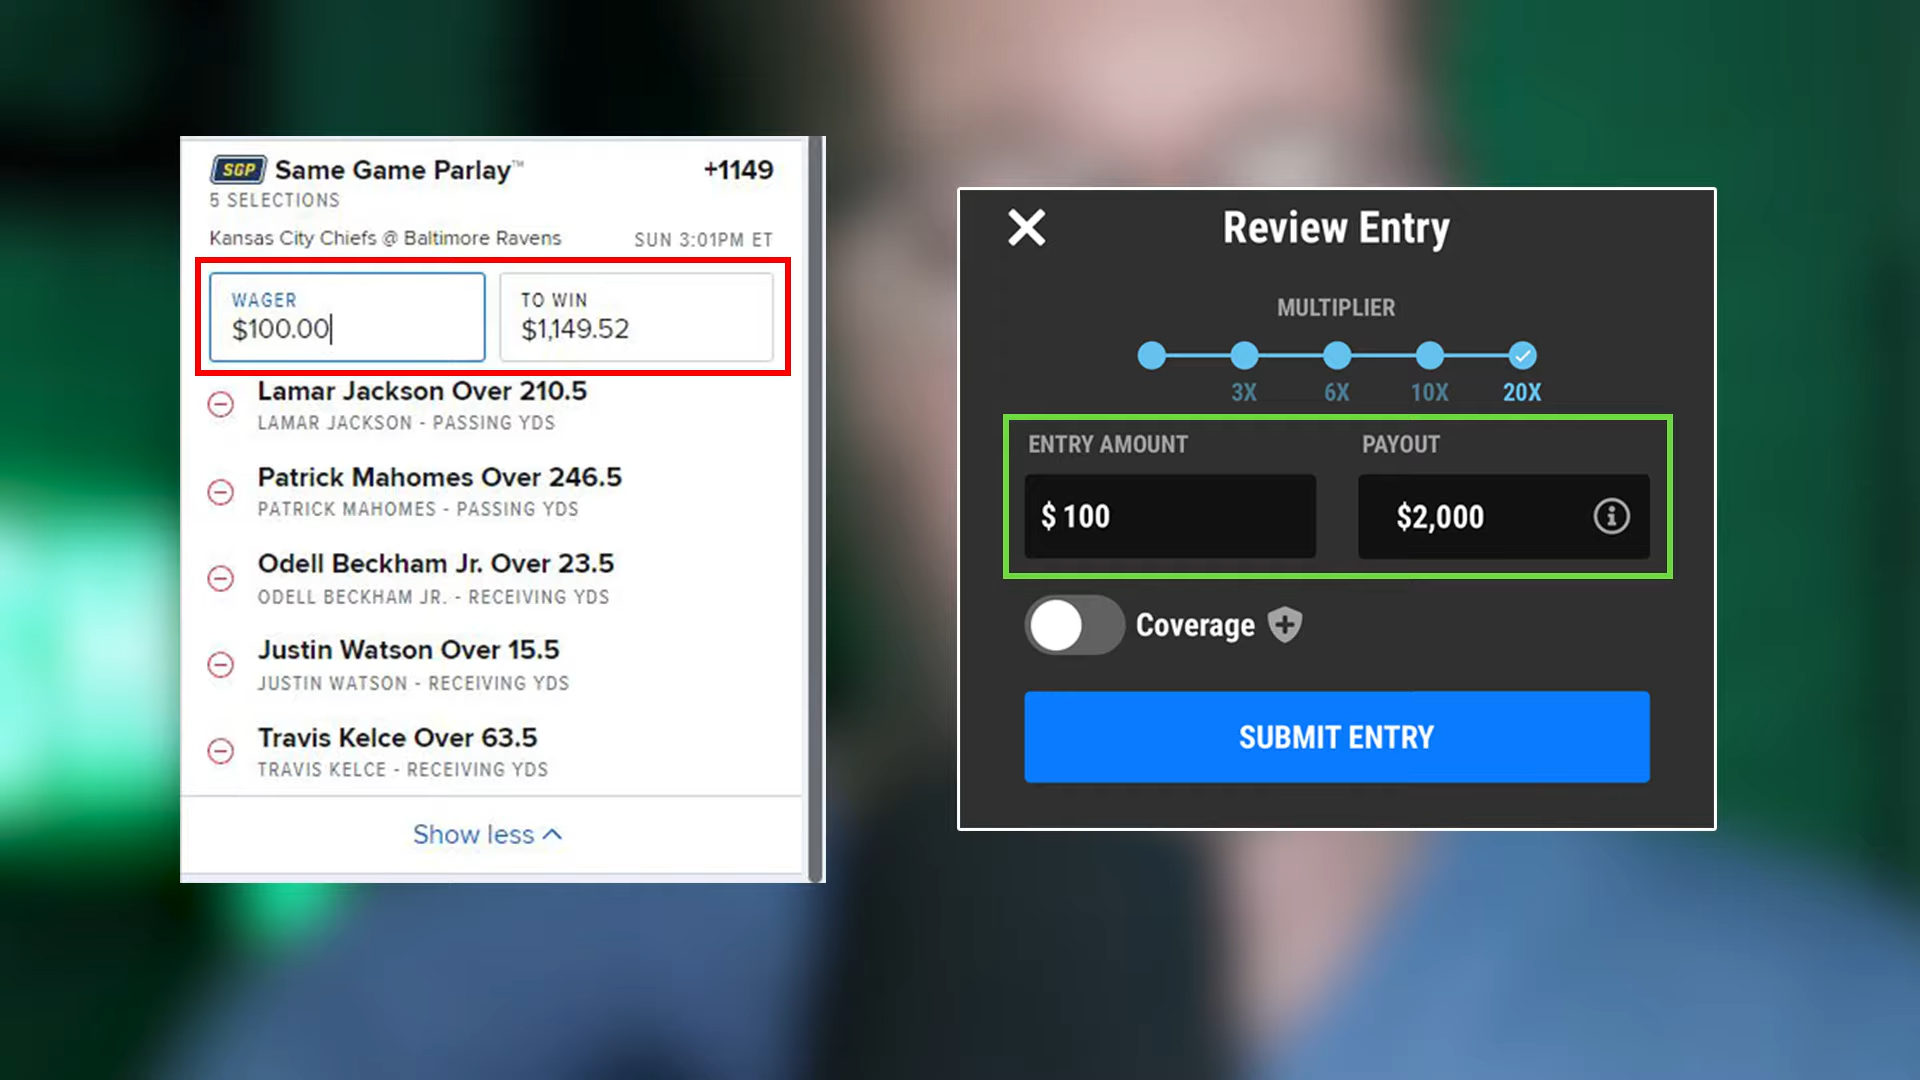 SGP Same Game Parlay™ +1149
5 SELECTIONS
Kansas City Chiefs @ Baltimore Ravens SUN 3:01PM ET
WAGER TO WIN
$100.00 $1,149.52
Lamar Jackson Over 210.5
LAMAR JACKSON - PASSING YDS
Patrick Mahomes Over 246.5
PATRICK MAHOMES - PASSING YDS
Odell Beckham Jr. Over 23.5
ODELL BECKHAM JR. - RECEIVING YDS
Justin Watson Over 15.5
JUSTIN WATSON - RECEIVING YDS
Travis Kelce Over 63.5
TRAVIS KELCE - RECEIVING YDS
Show less
Review Entry
MULTIPLIER
3X 6X 10X 20X
ENTRY AMOUNT PAYOUT
$ 100 $2,000
Coverage
SUBMIT ENTRY